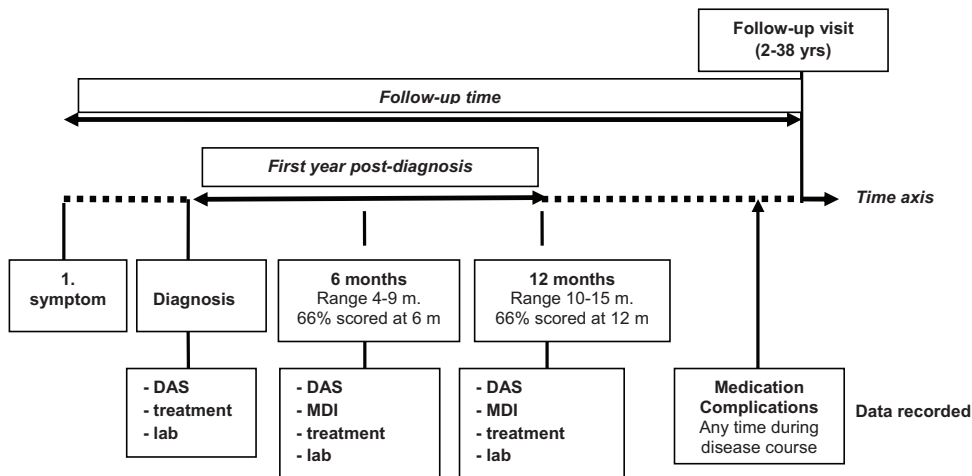 Follow-up visit
(2-38 yrs)
Follow-up time
First year post-diagnosis
Time axis
1.
symptom
Diagnosis
6 months
Range 4-9 m.
66% scored at 6 m
12 months
Range 10-15 m.
66% scored at 12 m
- DAS
- treatment
- lab
- DAS
- MDI
- treatment
- lab
- DAS
- MDI
- treatment
- lab
Medication
Complications
Any time during
disease course
Data recorded